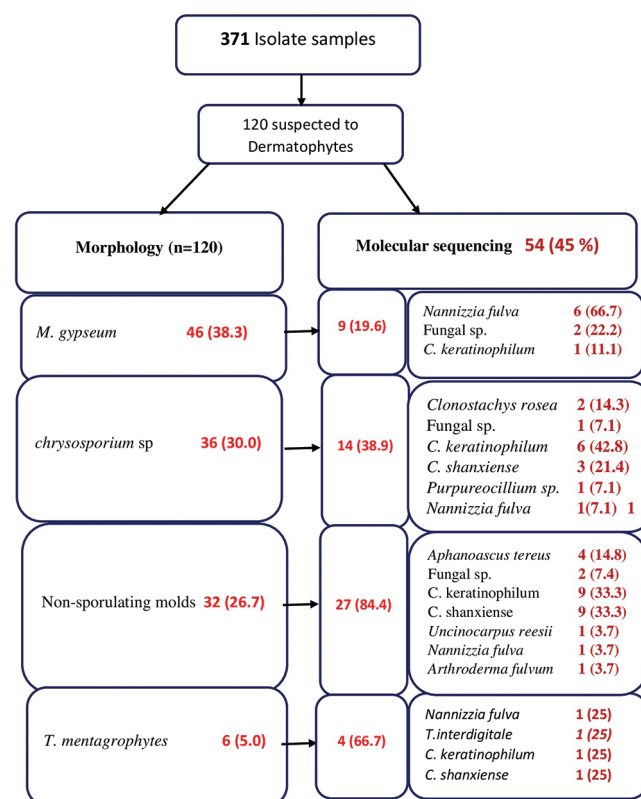 371 Isolate samples
120 suspected to
Dermatophytes
Morphology (n=120)
Molecular sequencing 54 (45 %)
M. gypseum 46 (38.3)
9 (19.6)
Nannizzia fulva 6 (66.7)
Fungal sp. 2 (22.2)
C. keratinophilum 1 (11.1)
chrysosporium sp 36 (30.0)
14 (38.9)
Clonostachys rosea 2 (14.3)
Fungal sp. 1 (7.1)
C. keratinophilum 6 (42.8)
C. shanxiense 3 (21.4)
Purpureocillium sp. 1 (7.1)
Nannizzia fulva 1(7.1) 1
Non-sporulating molds 32 (26.7)
27 (84.4)
Aphanoascus tereus 4 (14.8)
Fungal sp. 2 (7.4)
C. keratinophilum 9 (33.3)
C. shanxiense 9 (33.3)
Uncinocarpus reesii 1 (3.7)
Nannizzia fulva 1 (3.7)
Arthroderma fulvum 1 (3.7)
T. mentagrophytes 6 (5.0)
4 (66.7)
Nannizzia fulva 1 (25)
T.interdigitale 1 (25)
C. keratinophilum 1 (25)
C. shanxiense 1 (25)